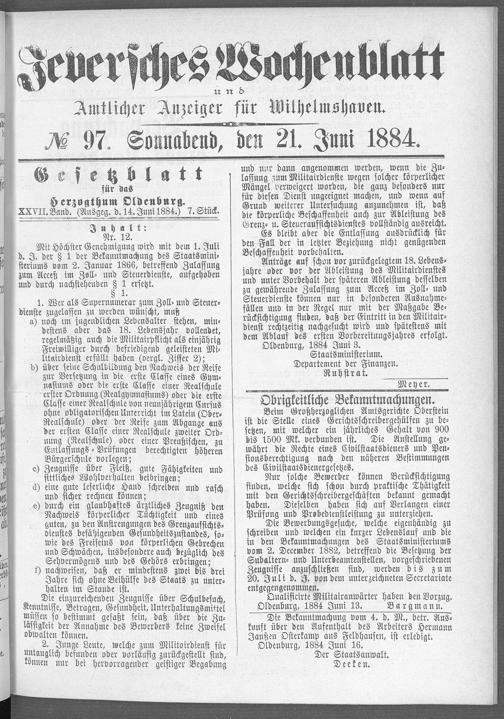 Jeversches Wochenblatt
und
Amtlicher Anzeiger für Wilhelmshaven.
№ 97. Sonnabend, den 21. Juni 1884.
Gesetzblatt
für das
Herzogthum Oldenburg.
XXVII. Band. (Ausgeg. d. 14. Juni 1884.) 7. Stück.
Inhalt:
Nr. 12.
Mit Höchster Genehmigung wird mit dem 1. Juli
d. J. der § 1 der Bekanntmachung des Staatsmini-
steriums vom 2. Januar 1866, betreffend Zulassung
zum Aceß im Zoll- und Steuerdienste, aufgehoben
und durch nachstehenden § 1 ersetzt.
§ 1.
1. Wer als Supernumerar zum Zoll- und Steuer-
dienste zugelassen zu werden wünscht, muß
a) noch im jugendlichen Lebensalter stehen, min-
destens aber das 18. Lebensjahr vollendet,
regelmäßig auch die Militairpflicht als einjährig
Freiwilliger durch befriedigend geleisteten Mi-
litairdienst erfüllt haben (vergl. Ziffer 2);
b) über seine Schulbildung den Nachweis der Reife
zur Versetzung in die erste Classe eines Gym-
nasiums oder die erste Classe einer Realschule
erster Ordnung (Realgymnasiums) oder die erste
Classe einer Realschule von neunjährigem Cursus
ohne obligatorischen Unterricht im Latein (Ober-
Realschule) oder der Reife zum Abgange aus
der ersten Classe einer Realschule zweiter Ord-
nung (Realschule) oder einer Preußischen, zu
Entlassungs-Prüfungen berechtigten höheren
Bürgerschule vorlegen;
c) Zeugnisse über Fleiß, gute Fähigkeiten und
sittliches Wohlverhalten beibringen;
d) eine gute leserliche Hand schreiben und rasch
und sicher rechnen können;
e) durch ein glaubhaftes ärztliches Zeugniß den
Nachweis körperlicher Tüchtigkeit und eines
guten, zu den Anstrengungen des Grenzaufsichts-
dienstes befähigenden Gesundheitszustandes, so-
wie des Freiseins von körperlichen Gebrechen
und Schwächen, insbesondere auch bezüglich des
Sehvermögens und des Gehörs erbringen;
f) nachweisen, daß er mindestens zwei bis drei
Jahre sich ohne Beihülfe des Staats zu unter-
halten im Stande ist.
Die einzureichenden Zeugnisse über Schulbesuch,
Kenntnisse, Betragen, Gesundheit, Unterhaltungsmittel
müssen so bestimmt gefaßt sein, daß sie über die Zu-
lässigkeit der Annahme des Bewerbers keine Zweifel
obwalten können.
2. Junge Leute, welche zum Militairdienst für
untauglich befunden oder vorläufig zurückgestellt sind,
können nur bei hervorragender geistiger Begabung
und nur dann angenommen werden, wenn die Zu-
lassung zum Militairdienste wegen solcher körperlicher
Mängel verweigert worden, die ganz besonders nur
für diesen Dienst ungeeignet machen, und wenn auf
Grund weiterer Untersuchung anzunehmen ist, daß
die körperliche Beschaffenheit auch zur Ableistung des
Grenz- u. Steueraufsichtsdienstes vollständig ausreicht.
Es bleibt aber die Entlassung ausdrücklich für
den Fall der in letzter Beziehung nicht genügenden
Beschaffenheit vorbehalten.
Anträge auf schon vor zurückgelegtem 18. Lebens-
jahre oder vor der Ableistung des Militairdienstes
und unter Vorbehalt der späteren Ableistung desselben
zu gewährende Zulassung zum Aceß im Zoll- und
Steuerdienste können nur in besonderen Ausnahme-
fällen und in der Regel nur mit der Maßgabe Be-
rücksichtigung finden, daß der Eintritt in den Militair-
dienst rechtzeitig nachgesucht wird und spätestens mit
dem Ablauf des ersten Vorbereitungsjahres erfolgt.
Oldenburg, 1884 Juni 3.
Staatsministerium.
Departement der Finanzen.
Ruhstrat.
Meyer.
Obrigkeitliche Bekanntmachungen.
Beim Großherzoglichen Amtsgerichte Oberstein
ist die Stelle eines Gerichtsschreibergehülfen zu be-
setzen, mit welcher ein jährliches Gehalt von 900
bis 1500 Mk. verbunden ist. Die Anstellung ge-
währt die Rechte eines Civilstaatsdieners und Pen-
sionsberechtigung nach den näheren Bestimmungen
des Civilstaatsdienergesetzes.
Nur solche Bewerber können Berücksichtigung
finden, welche sich schon durch praktische Thätigkeit
mit den Gerichtsschreibergeschäften bekannt gemacht
haben. Dieselben haben sich auf Verlangen einer
Prüfung und Probedienstleistung zu unterziehen.
Die Bewerbungsgesuche, welche eigenhändig zu
schreiben und welchen ein kurzer Lebenslauf und die
in den Bekanntmachungen des Staatsministeriums
vom 2. December 1882, betreffend die Besetzung der
Subaltern- und Unterbeamtenstellen, vorgeschriebenen
Zeugnisse anzuschließen sind, werden bis zum
20. Juli d. J. von dem unterzeichneten Secretariate
entgegengenommen.
Qualificirte Militairanwärter haben den Vorzug.
Oldenburg, 1884 Juni 13. Bargmann.
Die Bekanntmachung vom 4. d. M., betr. Aus-
kunft über den Aufenthalt des Arbeiters Hermann
Janßen Osterkamp aus Feldhausen, ist erledigt.
Oldenburg, 1884 Juni 16.
Der Staatsanwalt.
Deeken.